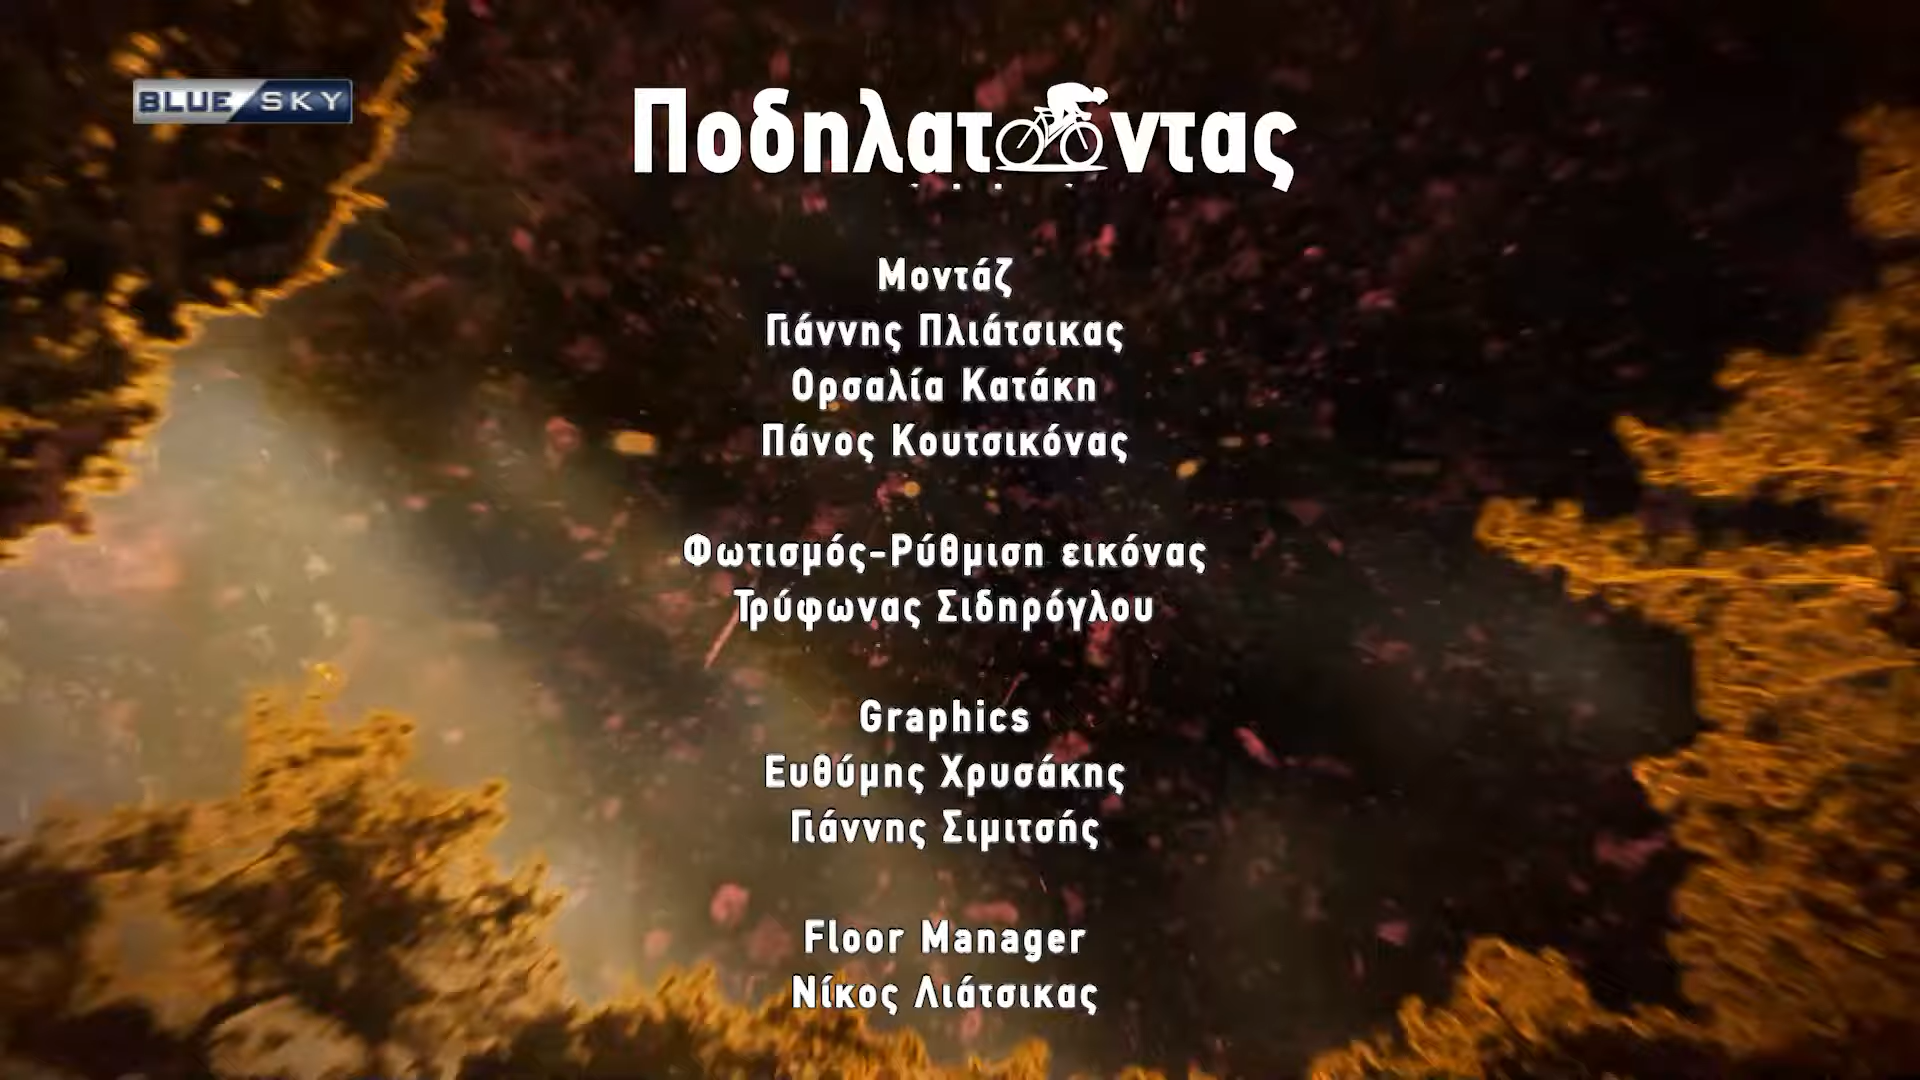 BLUE SKY
Ποδηλατώντας
Μοντάζ
Γιάννης Πλιάτσικας
Ορσαλία Κατάκη
Πάνος Κουτσικόνας
Φωτισμός-Ρύθμιση εικόνας
Τρύφωνας Σιδηρόγλου
Graphics
Ευθύμης Χρυσάκης
Γιάννης Σιμιτσής
Floor Manager
Νίκος Λιάτσικας